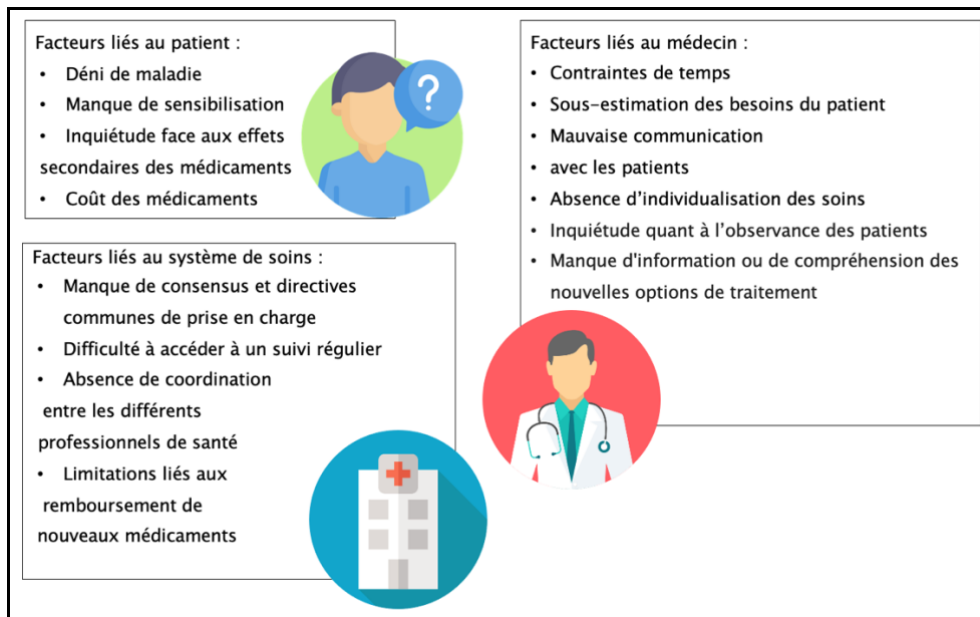 Facteurs liés au patient :
• Déni de maladie
• Manque de sensibilisation
• Inquiétude face aux effets
secondaires des médicaments
• Coût des médicaments
?
Facteurs liés au système de soins :
• Manque de consensus et directives
communes de prise en charge
• Difficulté à accéder à un suivi régulier
• Absence de coordination
entre les différents
professionnels de santé
• Limitations liés aux
remboursement de
nouveaux médicaments
Facteurs liés au médecin :
• Contraintes de temps
• Sous-estimation des besoins du patient
• Mauvaise communication
• avec les patients
• Absence d’individualisation des soins
• Inquiétude quant à l’observance des patients
• Manque d'information ou de compréhension des
nouvelles options de traitement